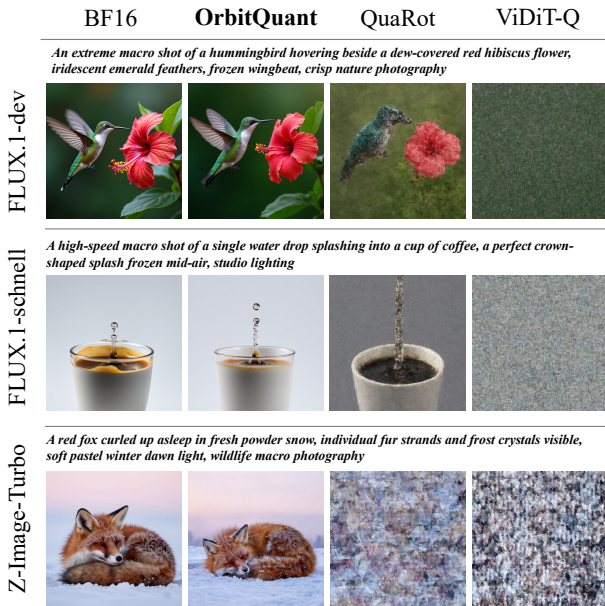 BF16 OrbitQuant QuaRot ViDiT-Q
FLUX.1-dev
An extreme macro shot of a hummingbird hovering beside a dew-covered red hibiscus flower,
iridescent emerald feathers, frozen wingbeat, crisp nature photography
FLUX.1-schnell
A high-speed macro shot of a single water drop splashing into a cup of coffee, a perfect crown-
shaped splash frozen mid-air, studio lighting
Z-Image-Turbo
A red fox curled up asleep in fresh powder snow, individual fur strands and frost crystals visible,
soft pastel winter dawn light, wildlife macro photography